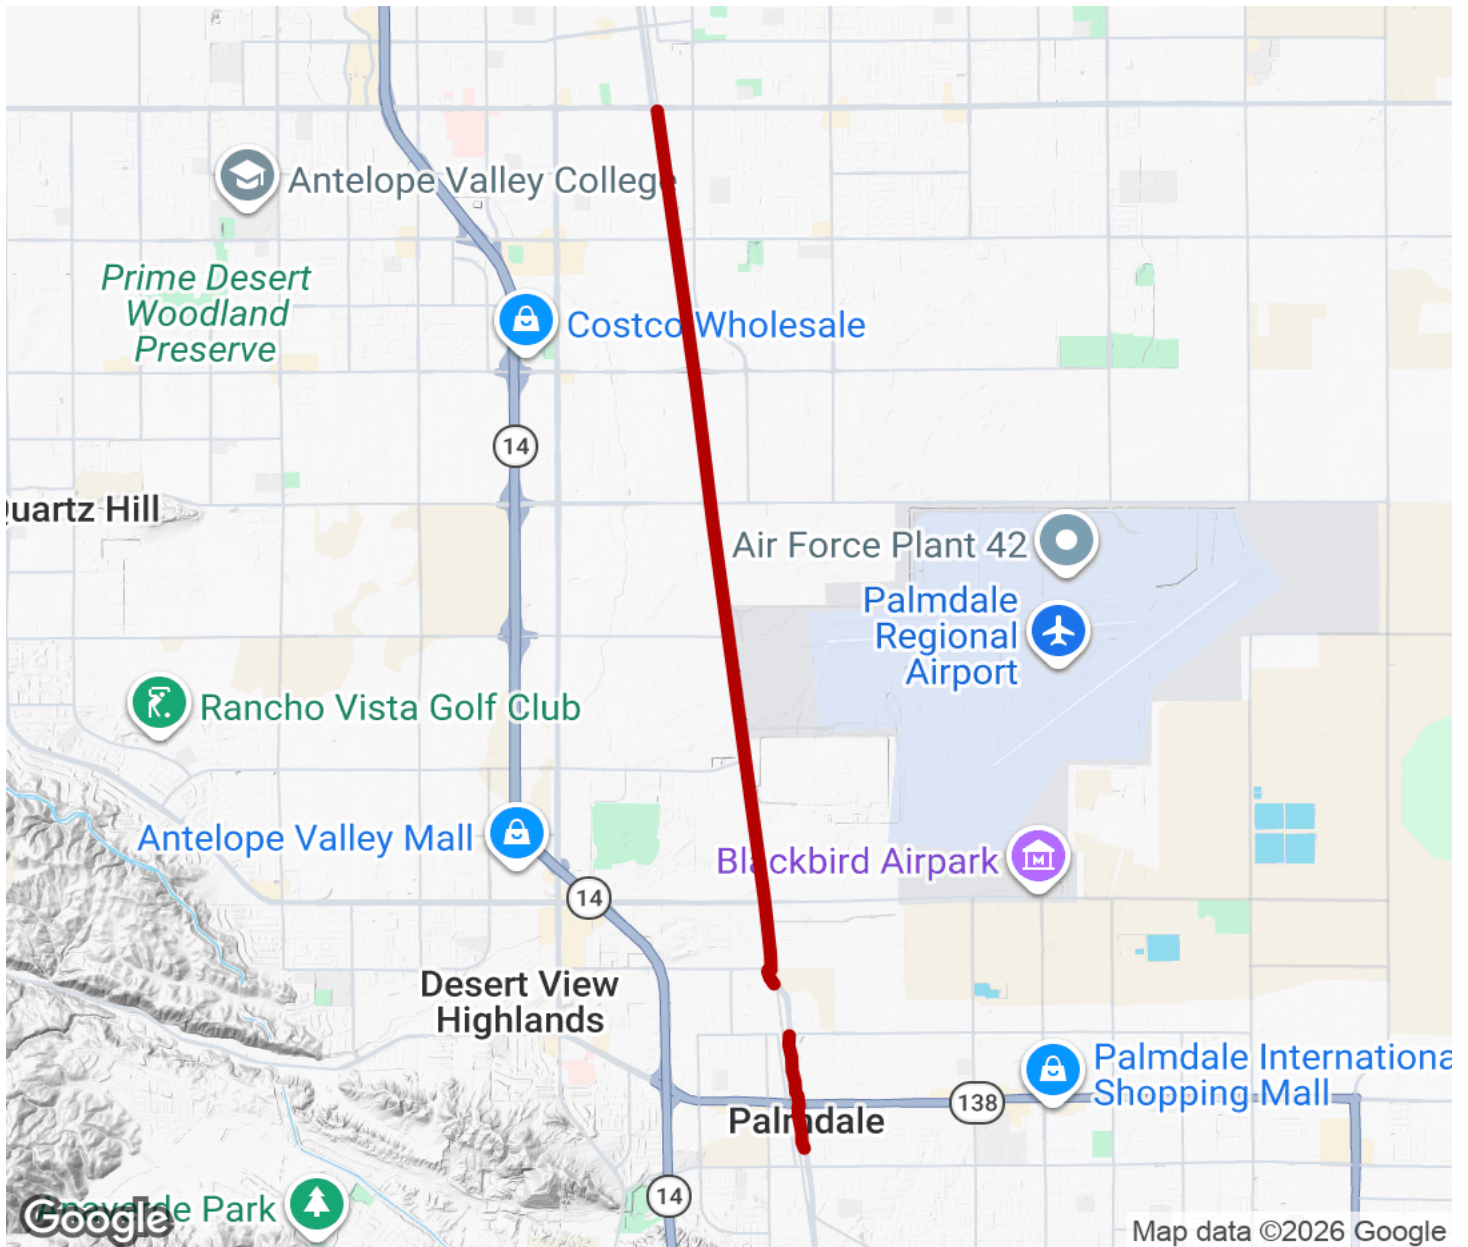 Antelope Valley College
Prime Desert
Woodland
Preserve
Costco Wholesale
14
Quartz Hill
Air Force Plant 42
Palmdale
Regional
Airport
Rancho Vista Golf Club
Antelope Valley Mall
Blackbird Airpark
14
Desert View
Highlands
Palmdale International
Shopping Mall
138
Palmdale
14
Anaverde Park
Google
Map data ©2026 Google